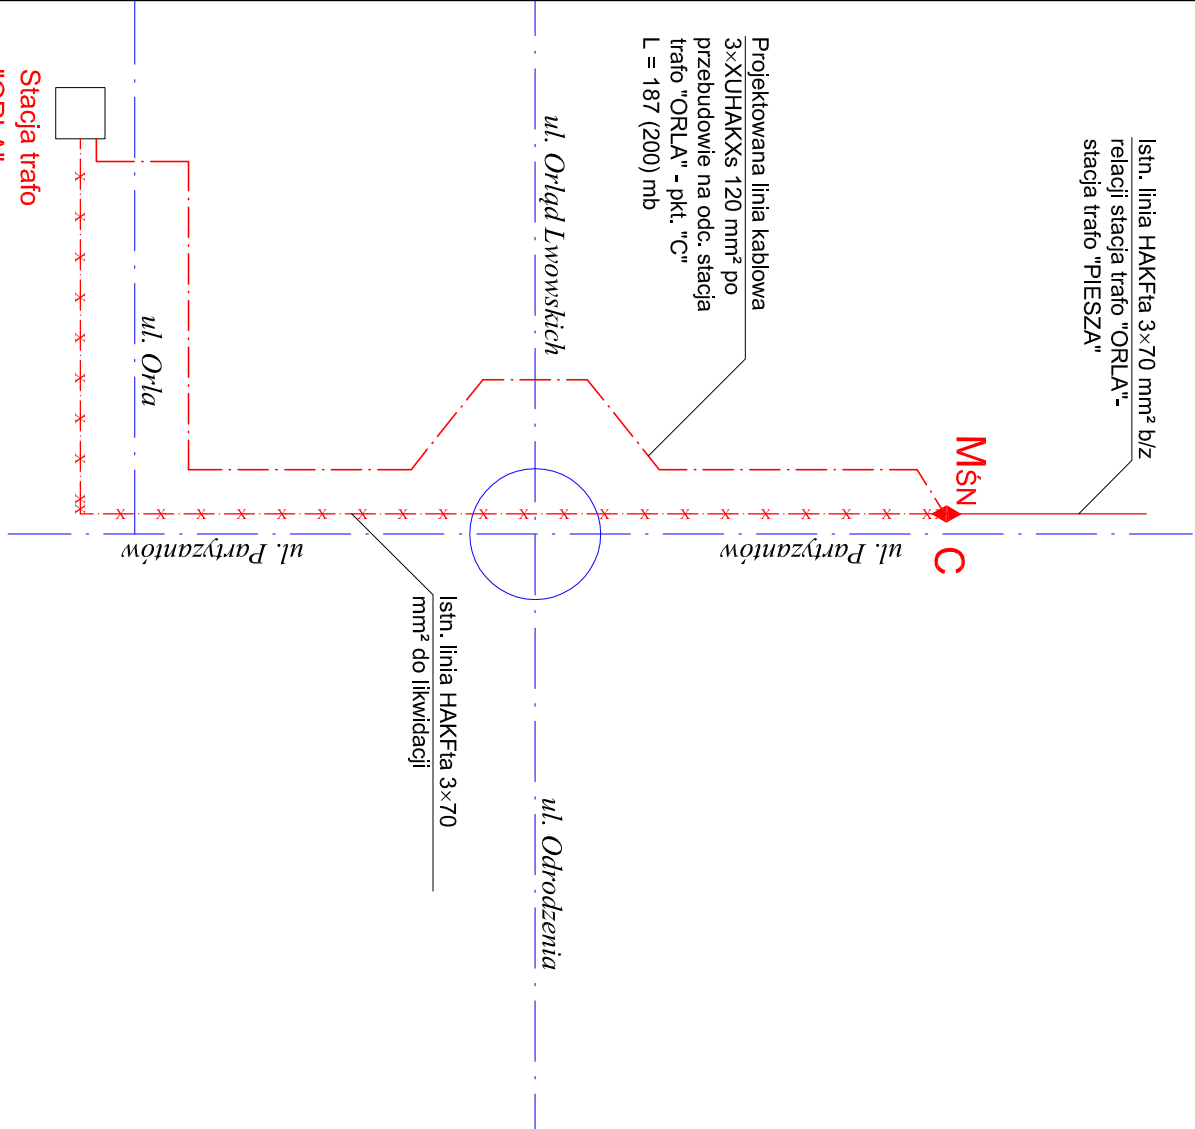 Istn. linia HAKFta 3×70 mm² b/z
relacji stacja trafo "ORLA"-
stacja trafo "PIESZA"
Projektowana linia kablowa
3×XUHAKXs 120 mm² po
przebudowie na odc. stacja
trafo "ORLA" - pkt. "C"
L = 187 (200) mb
ul. Orląd Lwowskich
ul. Orla
Stacja trafo
MŚN
C
ul. Partyzantów
ul. Partyzantów
Istn. linia HAKFta 3×70
mm² do likwidacji
ul. Odrodzenia